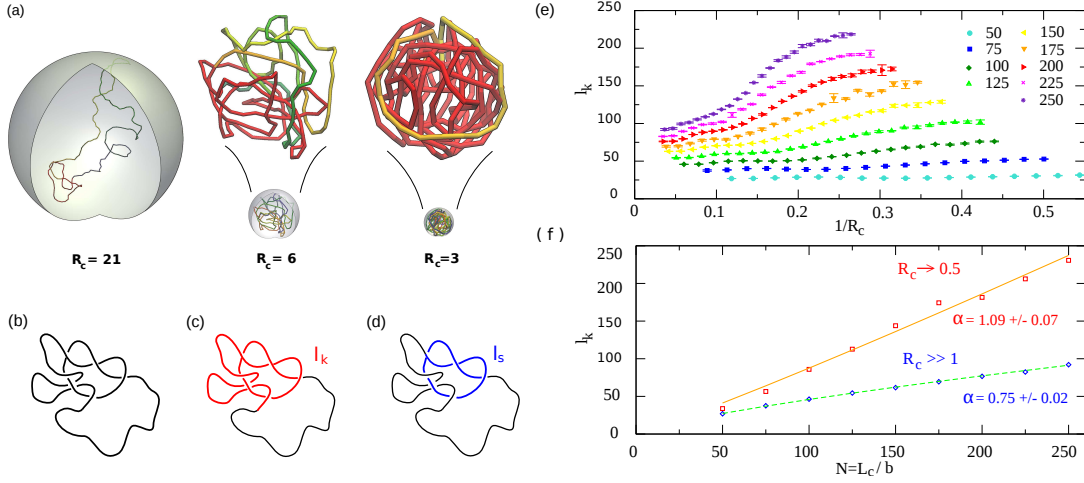 (a)
R_c = 21
R_c = 6
R_c=3
(b)
(c)
l_k
(d)
l_s
(e)
l_k
250
200
150
100
50
0
50 150
75 175
100 200
125 225
250
0 0.1 0.2 0.3 0.4 0.5
1/R_c
(f)
l_k
250
200
150
100
50
0
R_c → 0.5
α = 1.09 +/- 0.07
R_c >> 1
α = 0.75 +/- 0.02
0 50 100 150 200 250
N=L_c / b